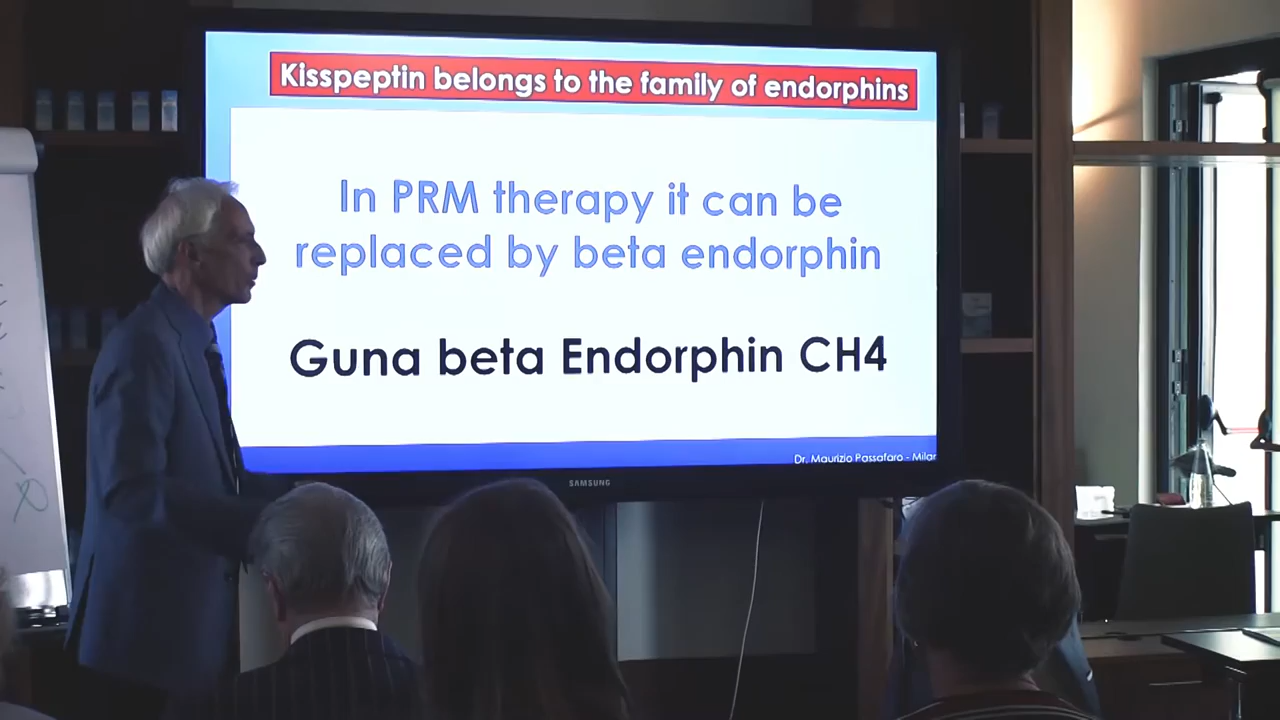 Kisspeptin belongs to the family of endorphins
In PRM therapy it can be
replaced by beta endorphin
Guna beta Endorphin CH4
Dr. Maurizio Passafaro - Milan
SAMSUNG